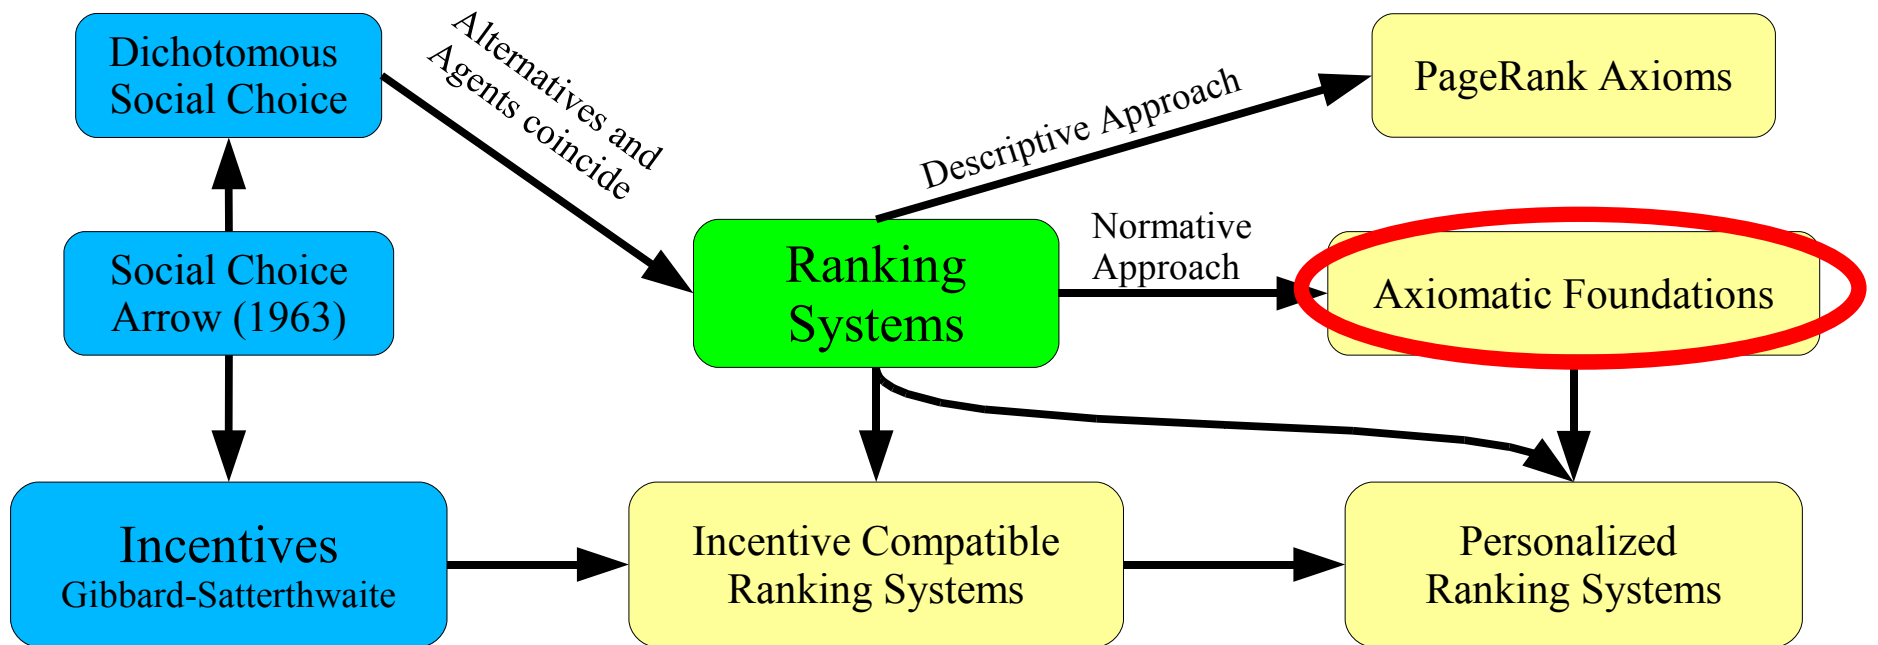 Dichotomous
Social Choice
Alternatives and
Agents coincide
Descriptive Approach
PageRank Axioms
Social Choice
Arrow (1963)
Ranking
Systems
Normative
Approach
Axiomatic Foundations
Incentives
Gibbard-Satterthwaite
Incentive Compatible
Ranking Systems
Personalized
Ranking Systems